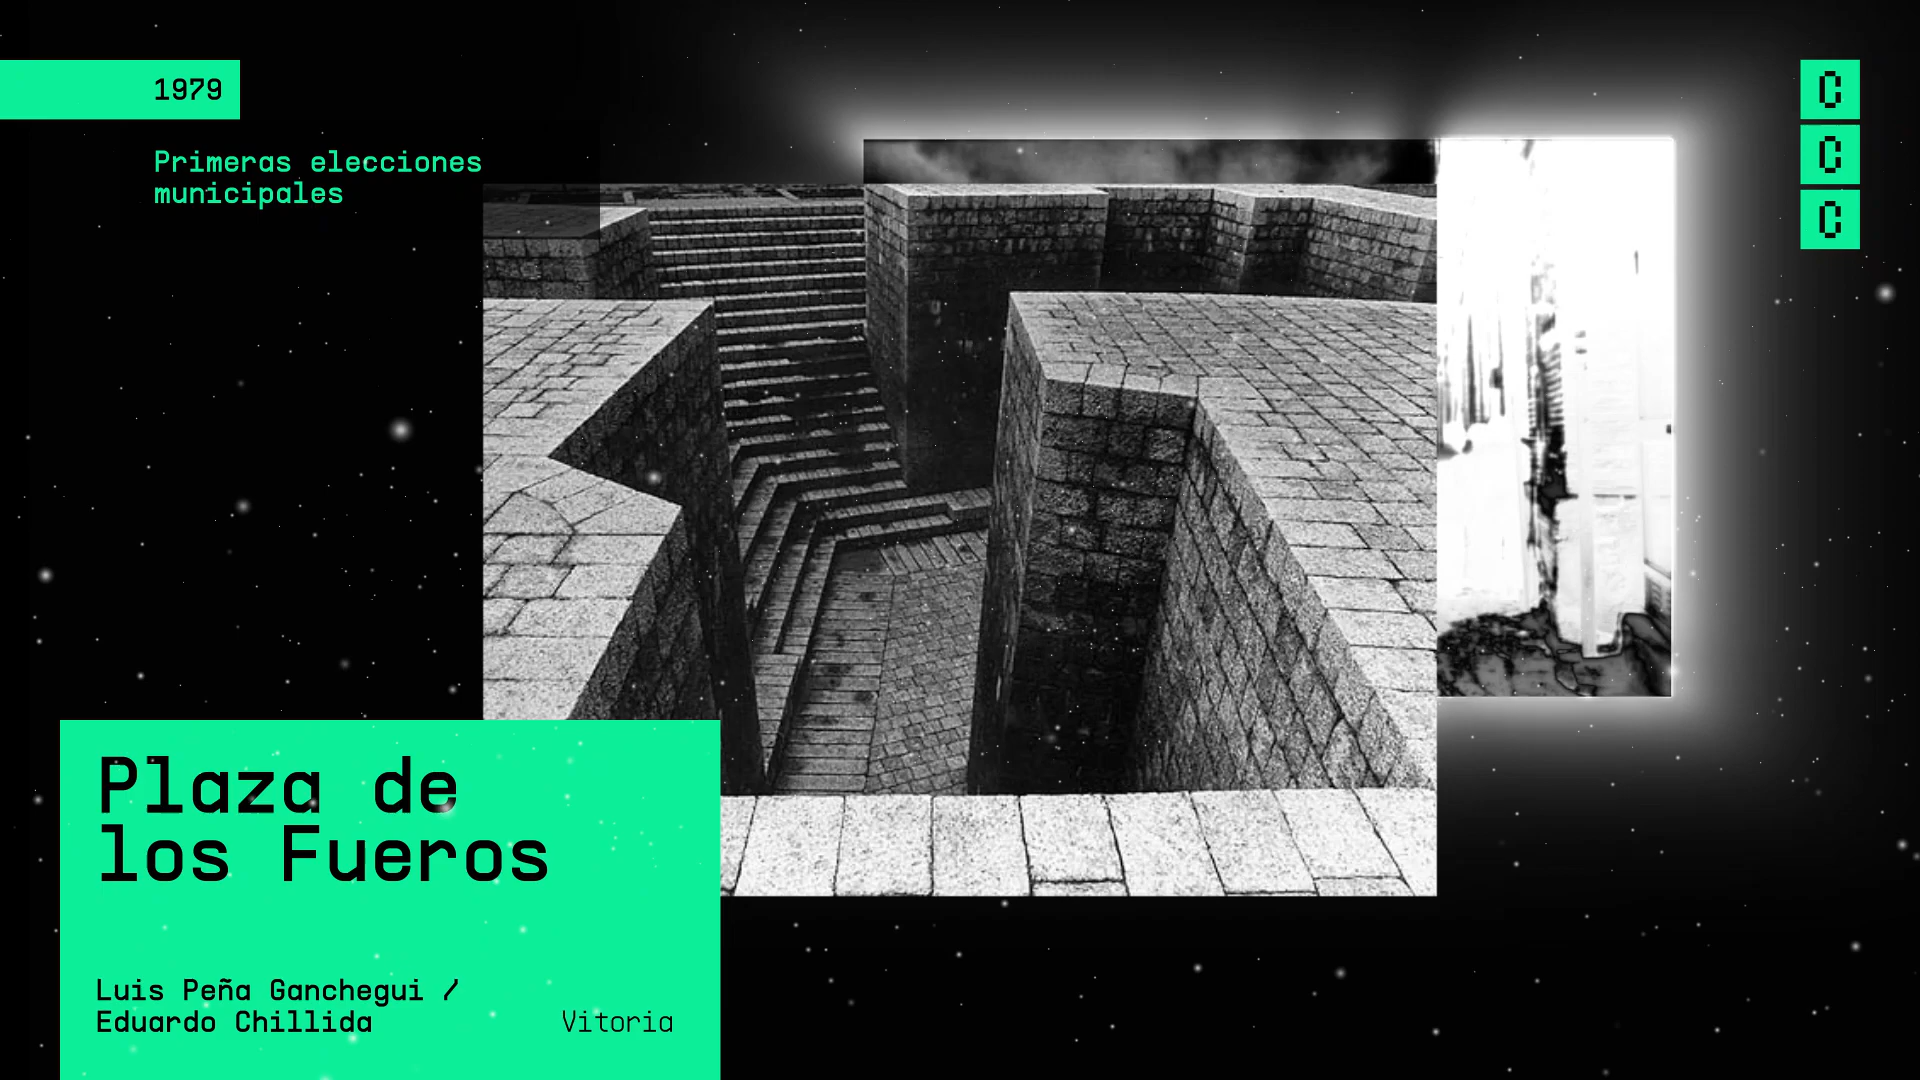 1979
Primeras elecciones
municipales
C
C
C
Plaza de
los Fueros
Luis Peña Ganchegui /
Eduardo Chillida
Vitoria